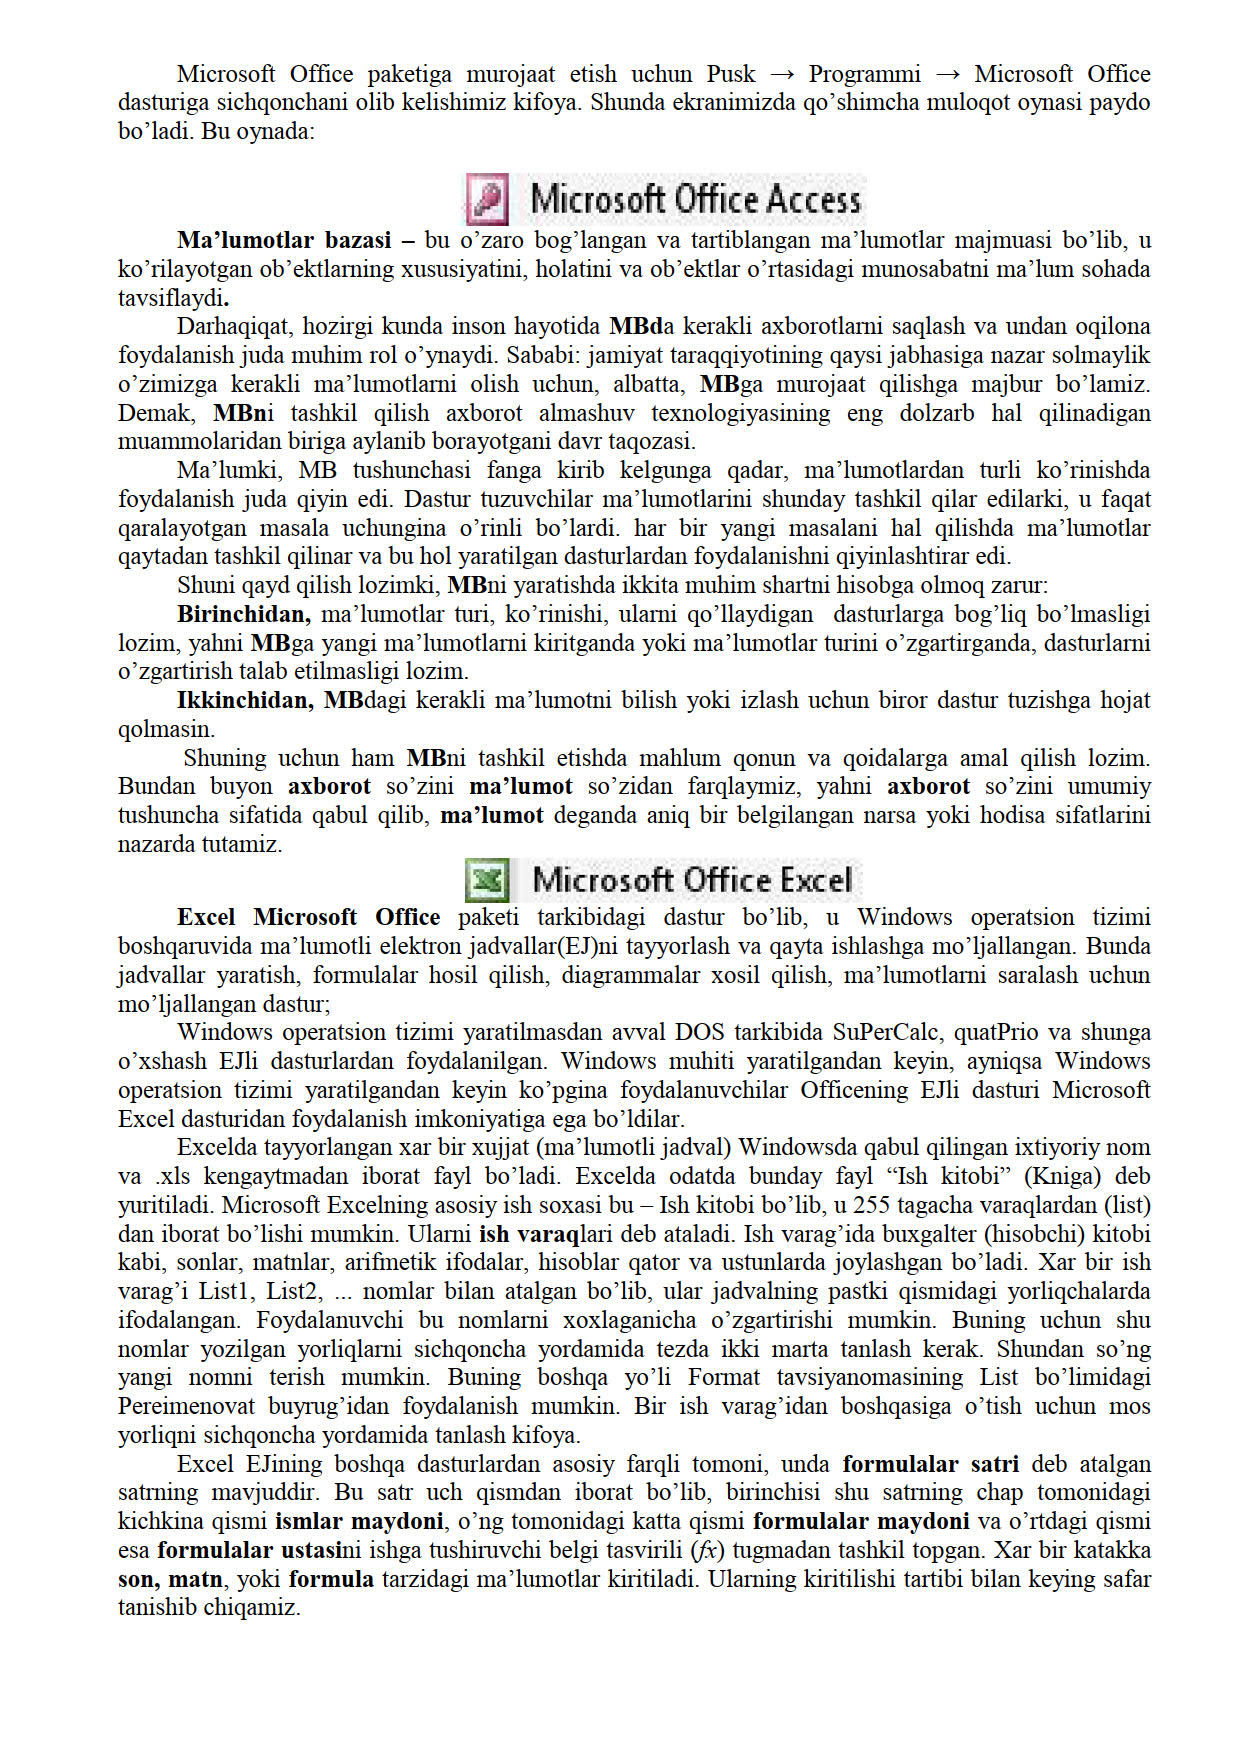 Microsoft Office paketiga murojaat etish uchun Pusk → Programmi → Microsoft Office
dasturiga sichqonchani olib kelishimiz kifoya. Shunda ekranimizda qo’shimcha muloqot oynasi paydo
bo’ladi. Bu oynada:
Microsoft Office Access
Ma’lumotlar bazasi – bu o’zaro bog’langan va tartiblangan ma’lumotlar majmuasi bo’lib, u
ko’rilayotgan ob’ektlarning xususiyatini, holatini va ob’ektlar o’rtasidagi munosabatni ma’lum sohada
tavsiflaydi.
Darhaqiqat, hozirgi kunda inson hayotida MBda kerakli axborotlarni saqlash va undan oqilona
foydalanish juda muhim rol o’ynaydi. Sababi: jamiyat taraqqiyotining qaysi jabhasiga nazar solmaylik
o’zimizga kerakli ma’lumotlarni olish uchun, albatta, MBga murojaat qilishga majbur bo’lamiz.
Demak, MBni tashkil qilish axborot almashuv texnologiyasining eng dolzarb hal qilinadigan
muammolaridan biriga aylanib borayotgani davr taqozasi.
Ma’lumki, MB tushunchasi fanga kirib kelgunga qadar, ma’lumotlardan turli ko’rinishda
foydalanish juda qiyin edi. Dastur tuzuvchilar ma’lumotlarini shunday tashkil qilar edilarki, u faqat
qaralayotgan masala uchungina o’rinli bo’lardi. har bir yangi masalani hal qilishda ma’lumotlar
qaytadan tashkil qilinar va bu hol yaratilgan dasturlardan foydalanishni qiyinlashtirar edi.
Shuni qayd qilish lozimki, MBni yaratishda ikkita muhim shartni hisobga olmoq zarur:
Birinchidan, ma’lumotlar turi, ko’rinishi, ularni qo’llaydigan dasturlarga bog’liq bo’lmasligi
lozim, yahni MBga yangi ma’lumotlarni kiritganda yoki ma’lumotlar turini o’zgartirganda, dasturlarni
o’zgartirish talab etilmasligi lozim.
Ikkinchidan, MBdagi kerakli ma’lumotni bilish yoki izlash uchun biror dastur tuzishga hojat
qolmasin.
Shuning uchun ham MBni tashkil etishda mahlum qonun va qoidalarga amal qilish lozim.
Bundan buyon axborot so’zini ma’lumot so’zidan farqlaymiz, yahni axborot so’zini umumiy
tushuncha sifatida qabul qilib, ma’lumot deganda aniq bir belgilangan narsa yoki hodisa sifatlarini
nazarda tutamiz.
Microsoft Office Excel
Excel Microsoft Office paketi tarkibidagi dastur bo’lib, u Windows operatsion tizimi
boshqaruvida ma’lumotli elektron jadvallar(EJ)ni tayyorlash va qayta ishlashga mo’ljallangan. Bunda
jadvallar yaratish, formulalar hosil qilish, diagrammalar xosil qilish, ma’lumotlarni saralash uchun
mo’ljallangan dastur;
Windows operatsion tizimi yaratilmasdan avval DOS tarkibida SuPerCalc, quatPrio va shunga
o’xshash EJli dasturlardan foydalanilgan. Windows muhiti yaratilgandan keyin, ayniqsa Windows
operatsion tizimi yaratilgandan keyin ko’pgina foydalanuvchilar Officening EJli dasturi Microsoft
Excel dasturidan foydalanish imkoniyatiga ega bo’ldilar.
Excelda tayyorlangan xar bir xujjat (ma’lumotli jadval) Windowsda qabul qilingan ixtiyoriy nom
va .xls kengaytmadan iborat fayl bo’ladi. Excelda odatda bunday fayl “Ish kitobi” (Kniga) deb
yuritiladi. Microsoft Excelning asosiy ish soxasi bu – Ish kitobi bo’lib, u 255 tagacha varaqlardan (list)
dan iborat bo’lishi mumkin. Ularni ish varaqlari deb ataladi. Ish varag’ida buxgalter (hisobchi) kitobi
kabi, sonlar, matnlar, arifmetik ifodalar, hisoblar qator va ustunlarda joylashgan bo’ladi. Xar bir ish
varag’i List1, List2, ... nomlar bilan atalgan bo’lib, ular jadvalning pastki qismidagi yorliqchalarda
ifodalangan. Foydalanuvchi bu nomlarni xoxlaganicha o’zgartirishi mumkin. Buning uchun shu
nomlar yozilgan yorliqlarni sichqoncha yordamida tezda ikki marta tanlash kerak. Shundan so’ng
yangi nomni terish mumkin. Buning boshqa yo’li Format tavsiyanomasining List bo’limidagi
Pereimenovat buyrug’idan foydalanish mumkin. Bir ish varag’idan boshqasiga o’tish uchun mos
yorliqni sichqoncha yordamida tanlash kifoya.
Excel EJining boshqa dasturlardan asosiy farqli tomoni, unda formulalar satri deb atalgan
satrning mavjuddir. Bu satr uch qismdan iborat bo’lib, birinchisi shu satrning chap tomonidagi
kichkina qismi ismlar maydoni, o’ng tomonidagi katta qismi formulalar maydoni va o’rtdagi qismi
esa formulalar ustasini ishga tushiruvchi belgi tasvirili (fx) tugmadan tashkil topgan. Xar bir katakka
son, matn, yoki formula tarzidagi ma’lumotlar kiritiladi. Ularning kiritilishi tartibi bilan keying safar
tanishib chiqamiz.